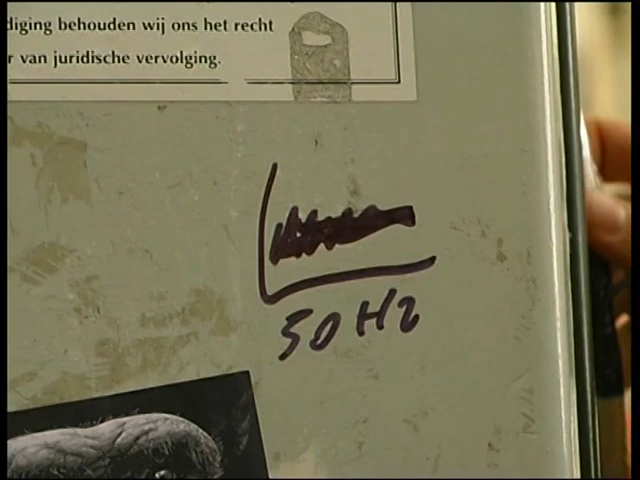 diging behouden wij ons het recht
r van juridische vervolging.
50 Hz